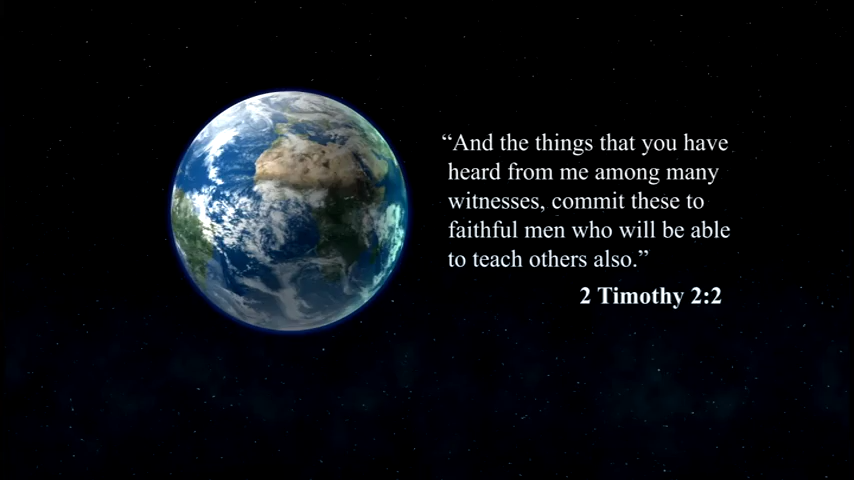 “And the things that you have
heard from me among many
witnesses, commit these to
faithful men who will be able
to teach others also.”
2 Timothy 2:2